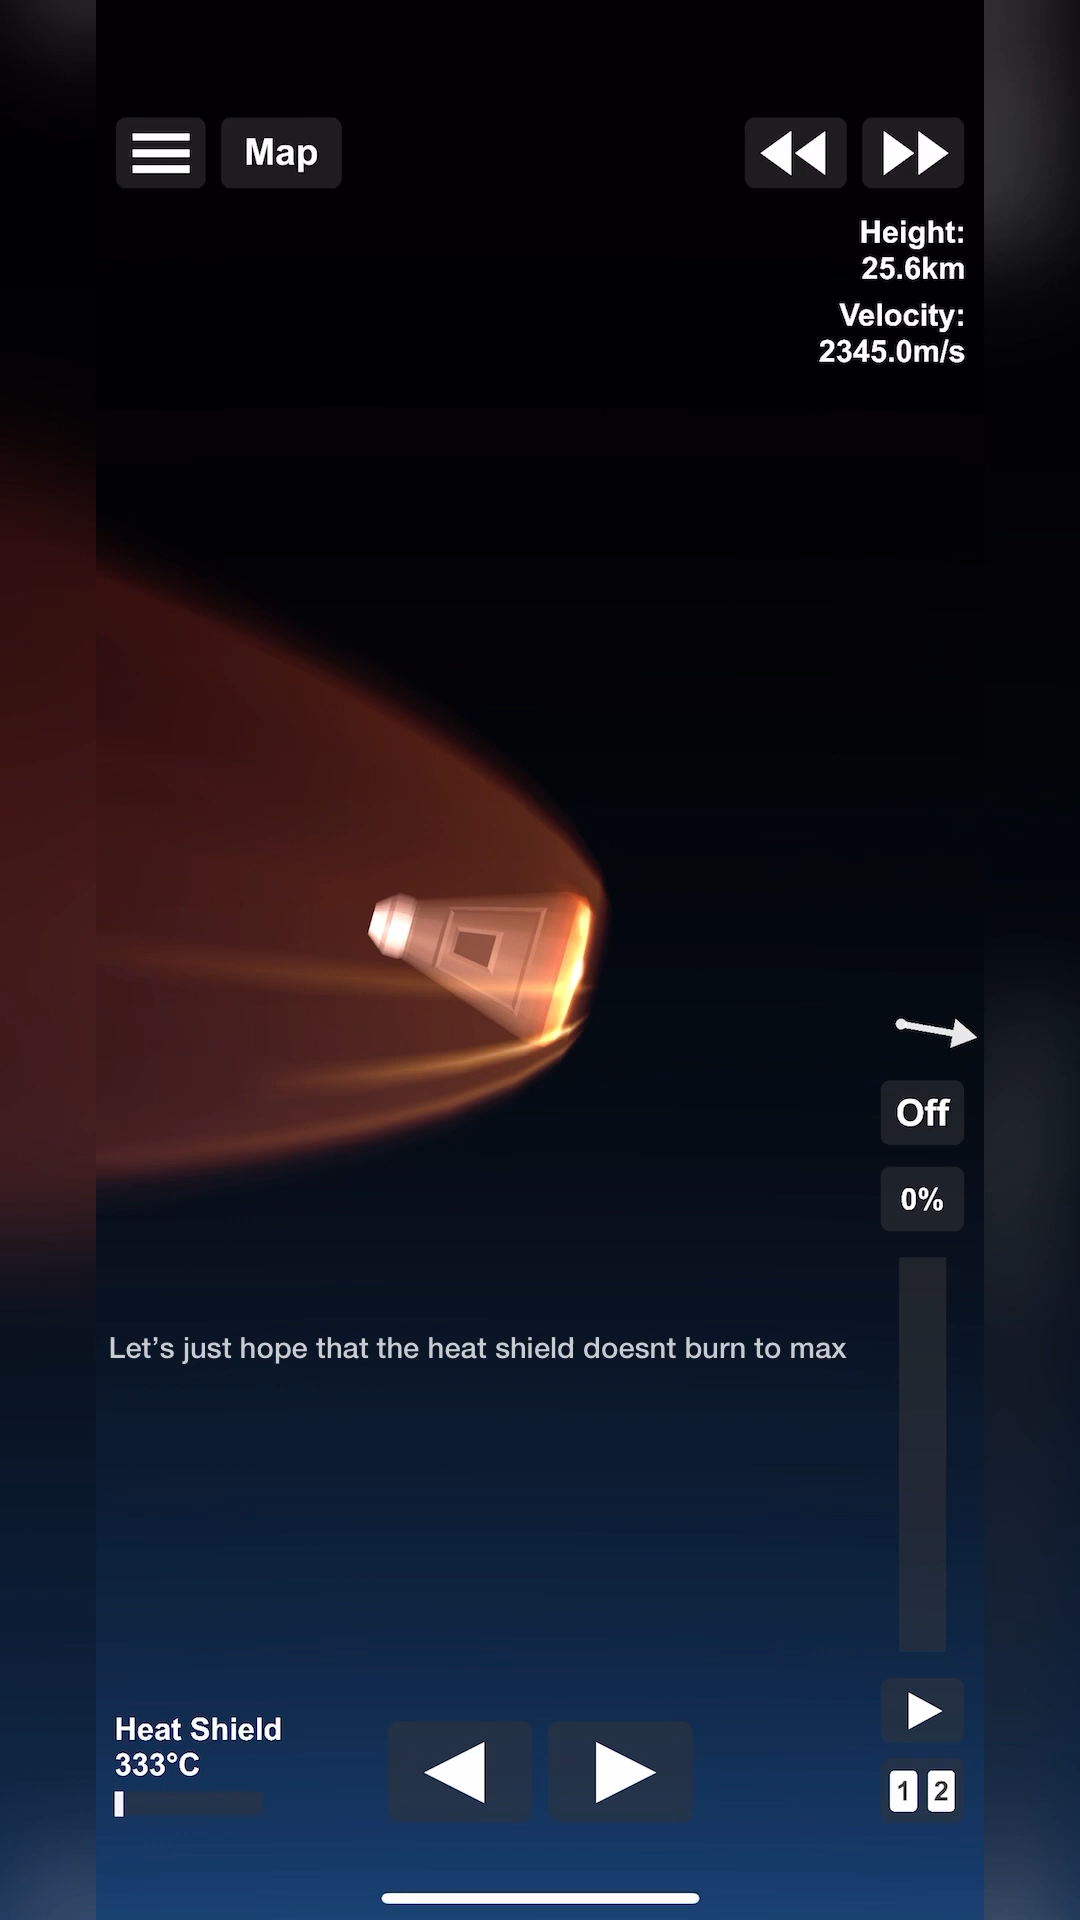 Map
Height:
25.6km
Velocity:
2345.0m/s
Off
0%
Let’s just hope that the heat shield doesnt burn to max
Heat Shield
333°C
1 2